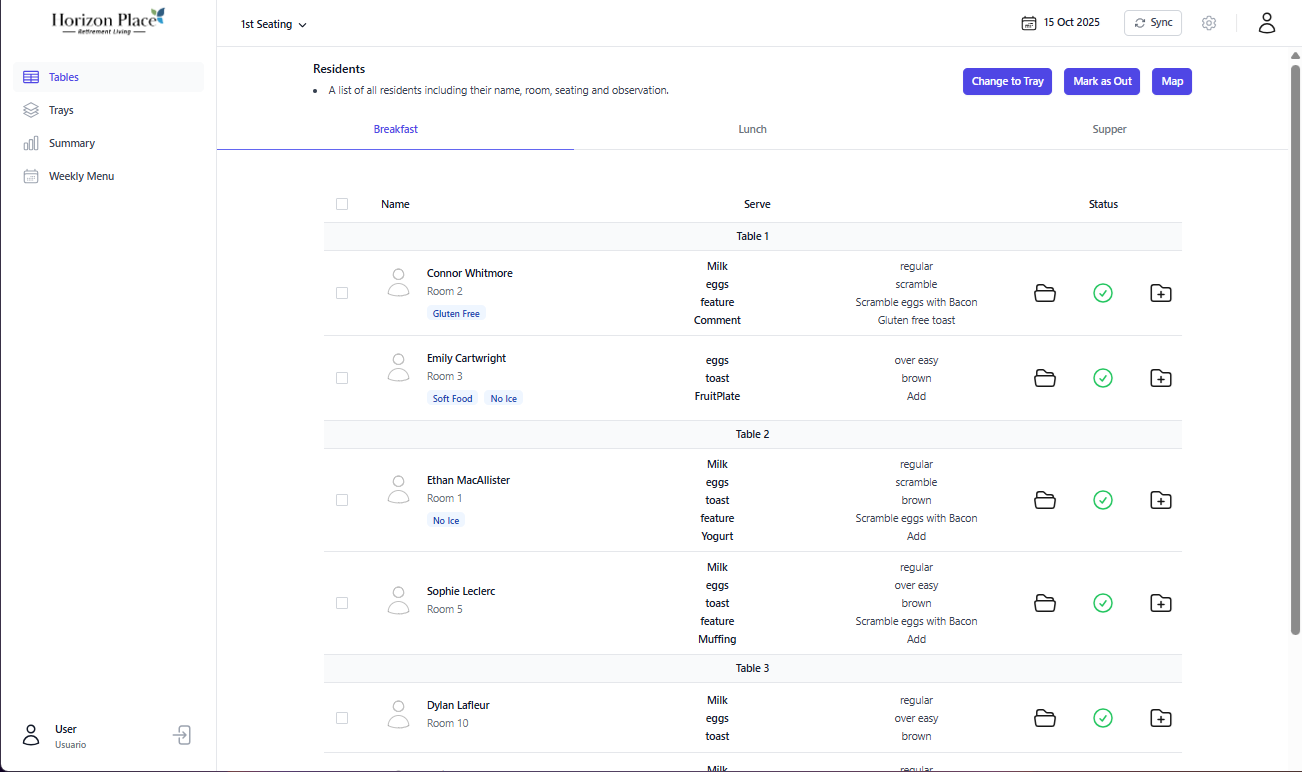 Horizon Place
Retirement Living
1st Seating
15 Oct 2025
Sync
Tables
Trays
Summary
Weekly Menu
Residents
A list of all residents including their name, room, seating and observation.
Change to Tray
Mark as Out
Map
Breakfast
Lunch
Supper
Name
Serve
Status
Table 1
Connor Whitmore
Room 2
Gluten Free
Milk regular
eggs scramble
feature Scramble eggs with Bacon
Comment Gluten free toast
Emily Cartwright
Room 3
Soft Food
No Ice
eggs over easy
toast brown
FruitPlate Add
Table 2
Ethan MacAllister
Room 1
No Ice
Milk regular
eggs scramble
toast brown
feature Scramble eggs with Bacon
Yogurt Add
Sophie Leclerc
Room 5
Milk regular
eggs over easy
toast brown
feature Scramble eggs with Bacon
Muffing Add
Table 3
Dylan Lafleur
Room 10
Milk regular
eggs over easy
toast brown
Milk regular
User
Usuario